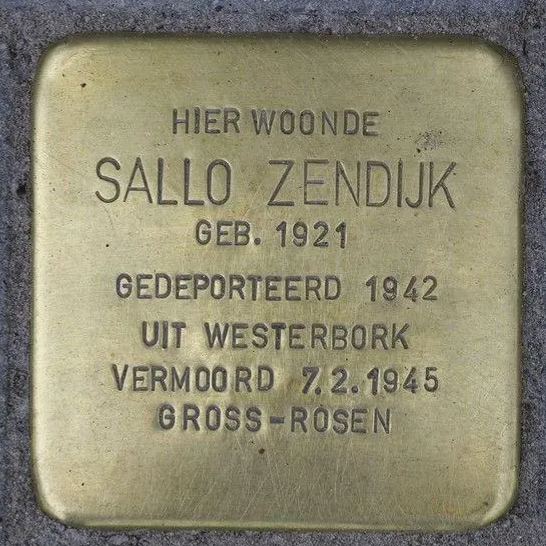 HIER WOONDE
SALLO ZENDIJK
GEB. 1921
GEDEPORTEERD 1942
UIT WESTERBORK
VERMOORD 7.2.1945
GROSS-ROSEN